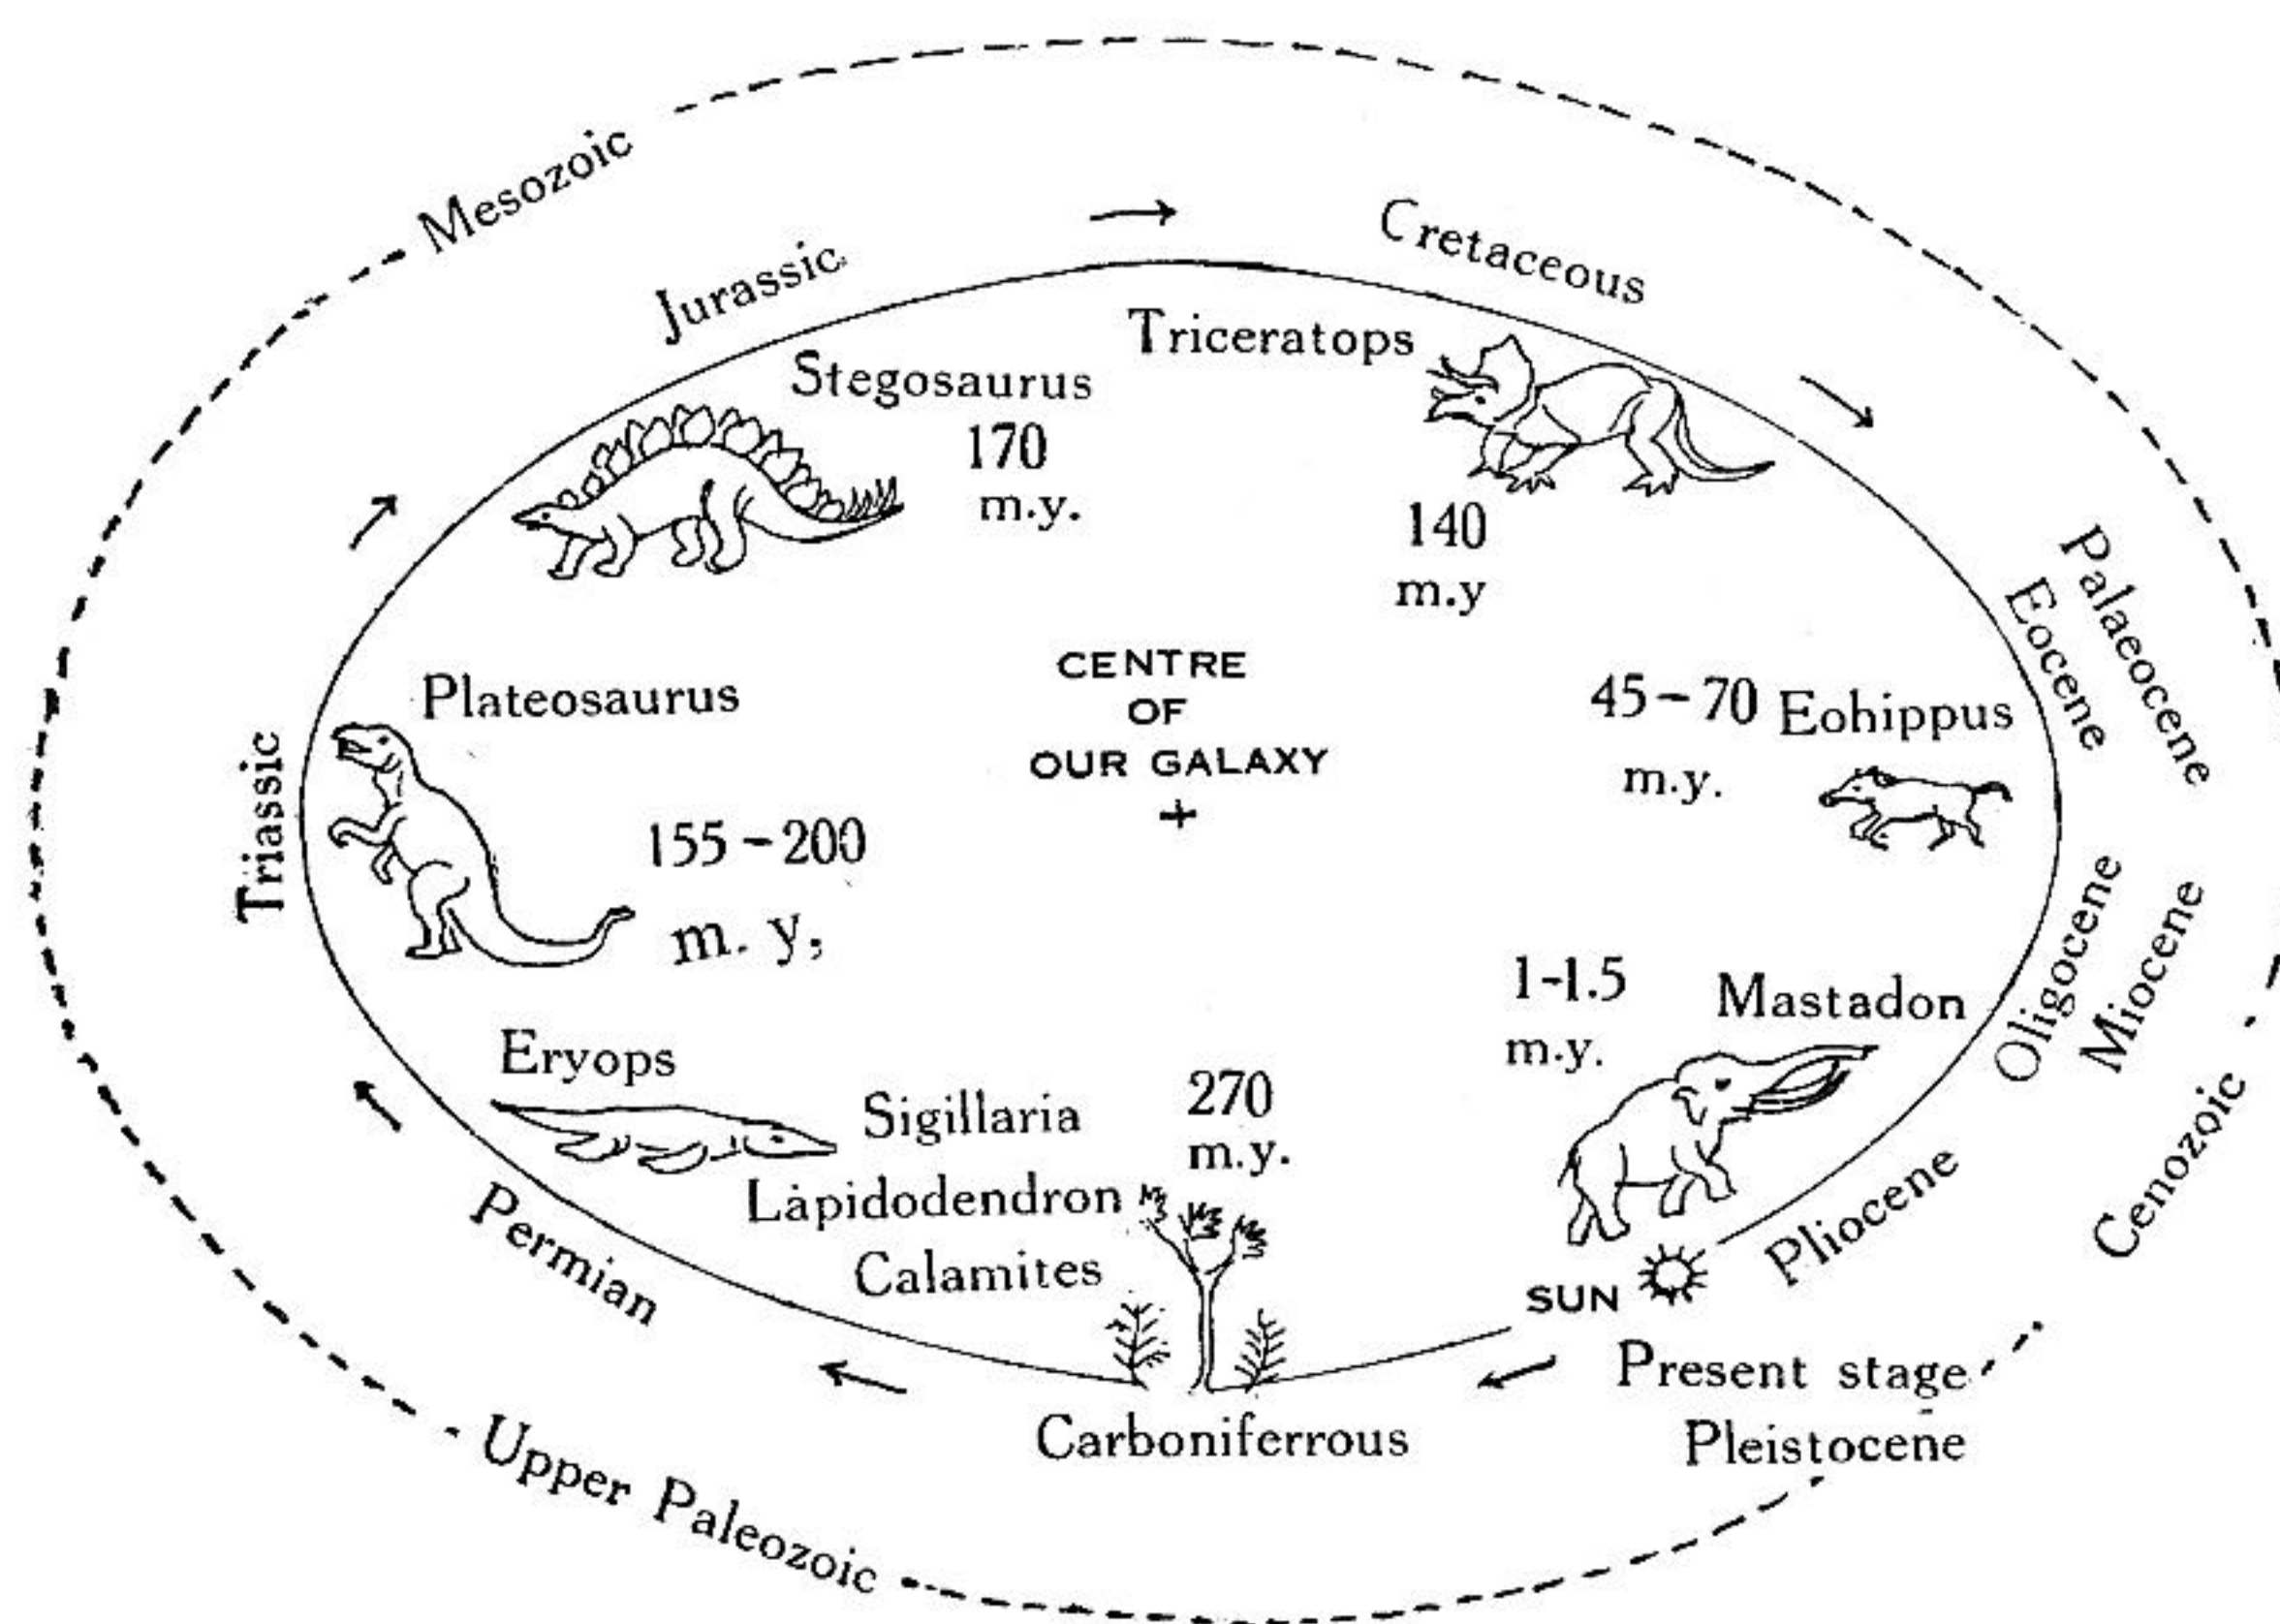 Mesozoic
Jurassic
Cretaceous
Stegosaurus
170
m.y.
Triceratops
140
m.y
Palaeocene
Eocene
CENTRE
OF
OUR GALAXY
+
45-70 Eohippus
m.y.
Plateosaurus
Triassic
155-200
m. y,
Oligocene
Miocene
1-1.5
m.y.
Mastadon
Eryops
Sigillaria
270
m.y.
Lapidodendron
Calamites
Permian
Cenozoic
Pliocene
SUN
Present stage
Pleistocene
Carboniferrous
Upper Paleozoic